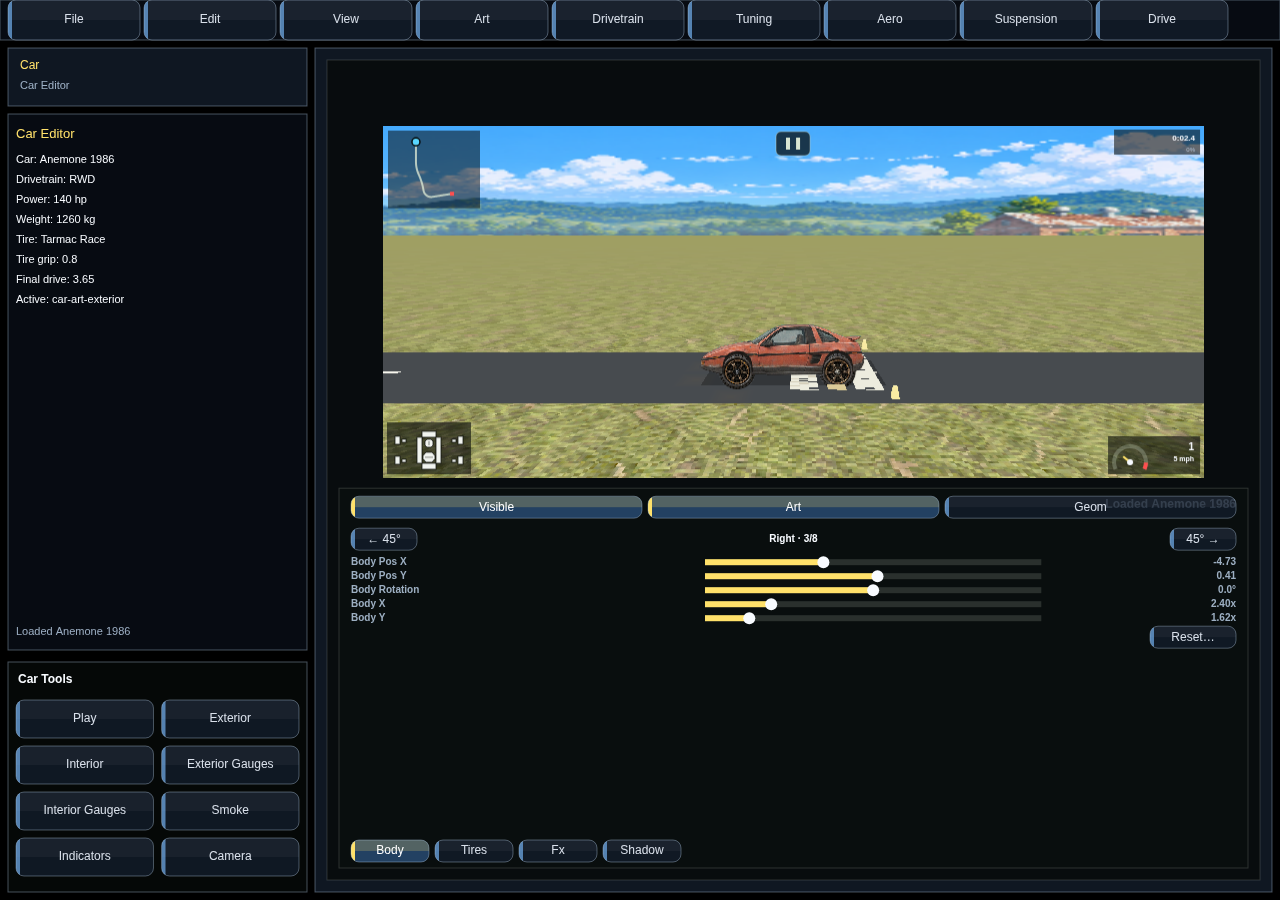 File Edit View Art Drivetrain Tuning Aero Suspension Drive
Car
Car Editor
Car Editor
Car: Anemone 1986
Drivetrain: RWD
Power: 140 hp
Weight: 1260 kg
Tire: Tarmac Race
Tire grip: 0.8
Final drive: 3.65
Active: car-art-exterior
Loaded Anemone 1986
Car Tools
Play Exterior
Interior Exterior Gauges
Interior Gauges Smoke
Indicators Camera
0:02.4
0%
1
5 mph
Visible Art Geom
Loaded Anemone 1986
← 45° Right · 3/8 45° →
Body Pos X -4.73
Body Pos Y 0.41
Body Rotation 0.0°
Body X 2.40x
Body Y 1.62x
Reset…
Body Tires Fx Shadow